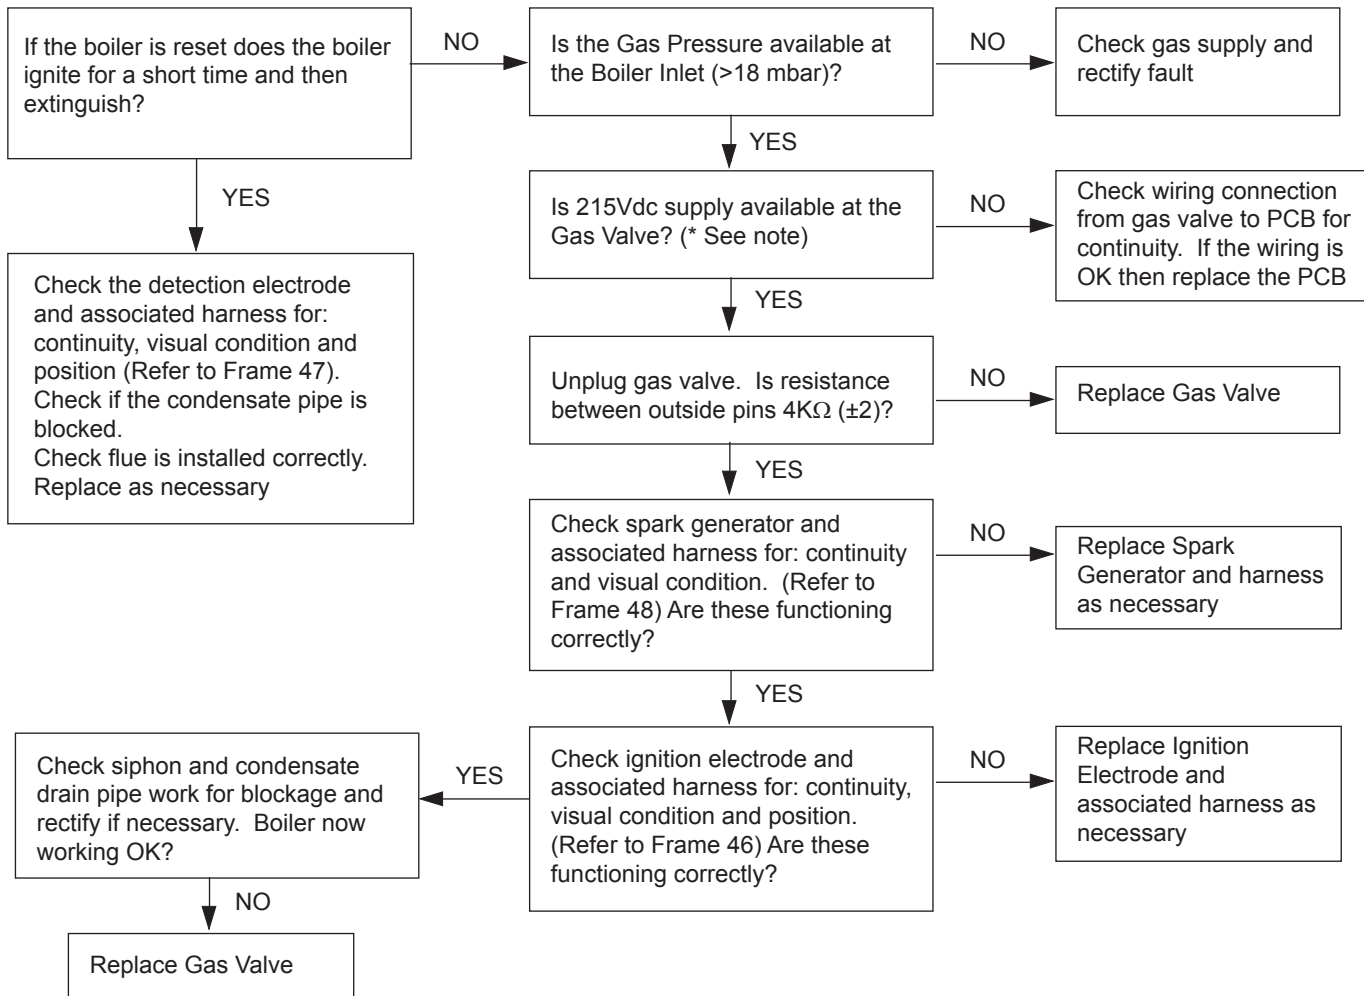 If the boiler is reset does the boiler
ignite for a short time and then
extinguish?
NO
Is the Gas Pressure available at
the Boiler Inlet (>18 mbar)?
NO
Check gas supply and
rectify fault
YES
YES
Is 215Vdc supply available at the
Gas Valve? (* See note)
NO
Check wiring connection
from gas valve to PCB for
continuity.  If the wiring is
OK then replace the PCB
Check the detection electrode
and associated harness for:
continuity, visual condition and
position (Refer to Frame 47).
Check if the condensate pipe is
blocked.
Check flue is installed correctly.
Replace as necessary
YES
Unplug gas valve.  Is resistance
between outside pins 4KΩ (±2)?
NO
Replace Gas Valve
YES
Check spark generator and
associated harness for: continuity
and visual condition.  (Refer to
Frame 48) Are these functioning
correctly?
NO
Replace Spark
Generator and harness
as necessary
YES
Check ignition electrode and
associated harness for: continuity,
visual condition and position.
(Refer to Frame 46) Are these
functioning correctly?
NO
Replace Ignition
Electrode and
associated harness as
necessary
YES
Check siphon and condensate
drain pipe work for blockage and
rectify if necessary.  Boiler now
working OK?
NO
Replace Gas Valve